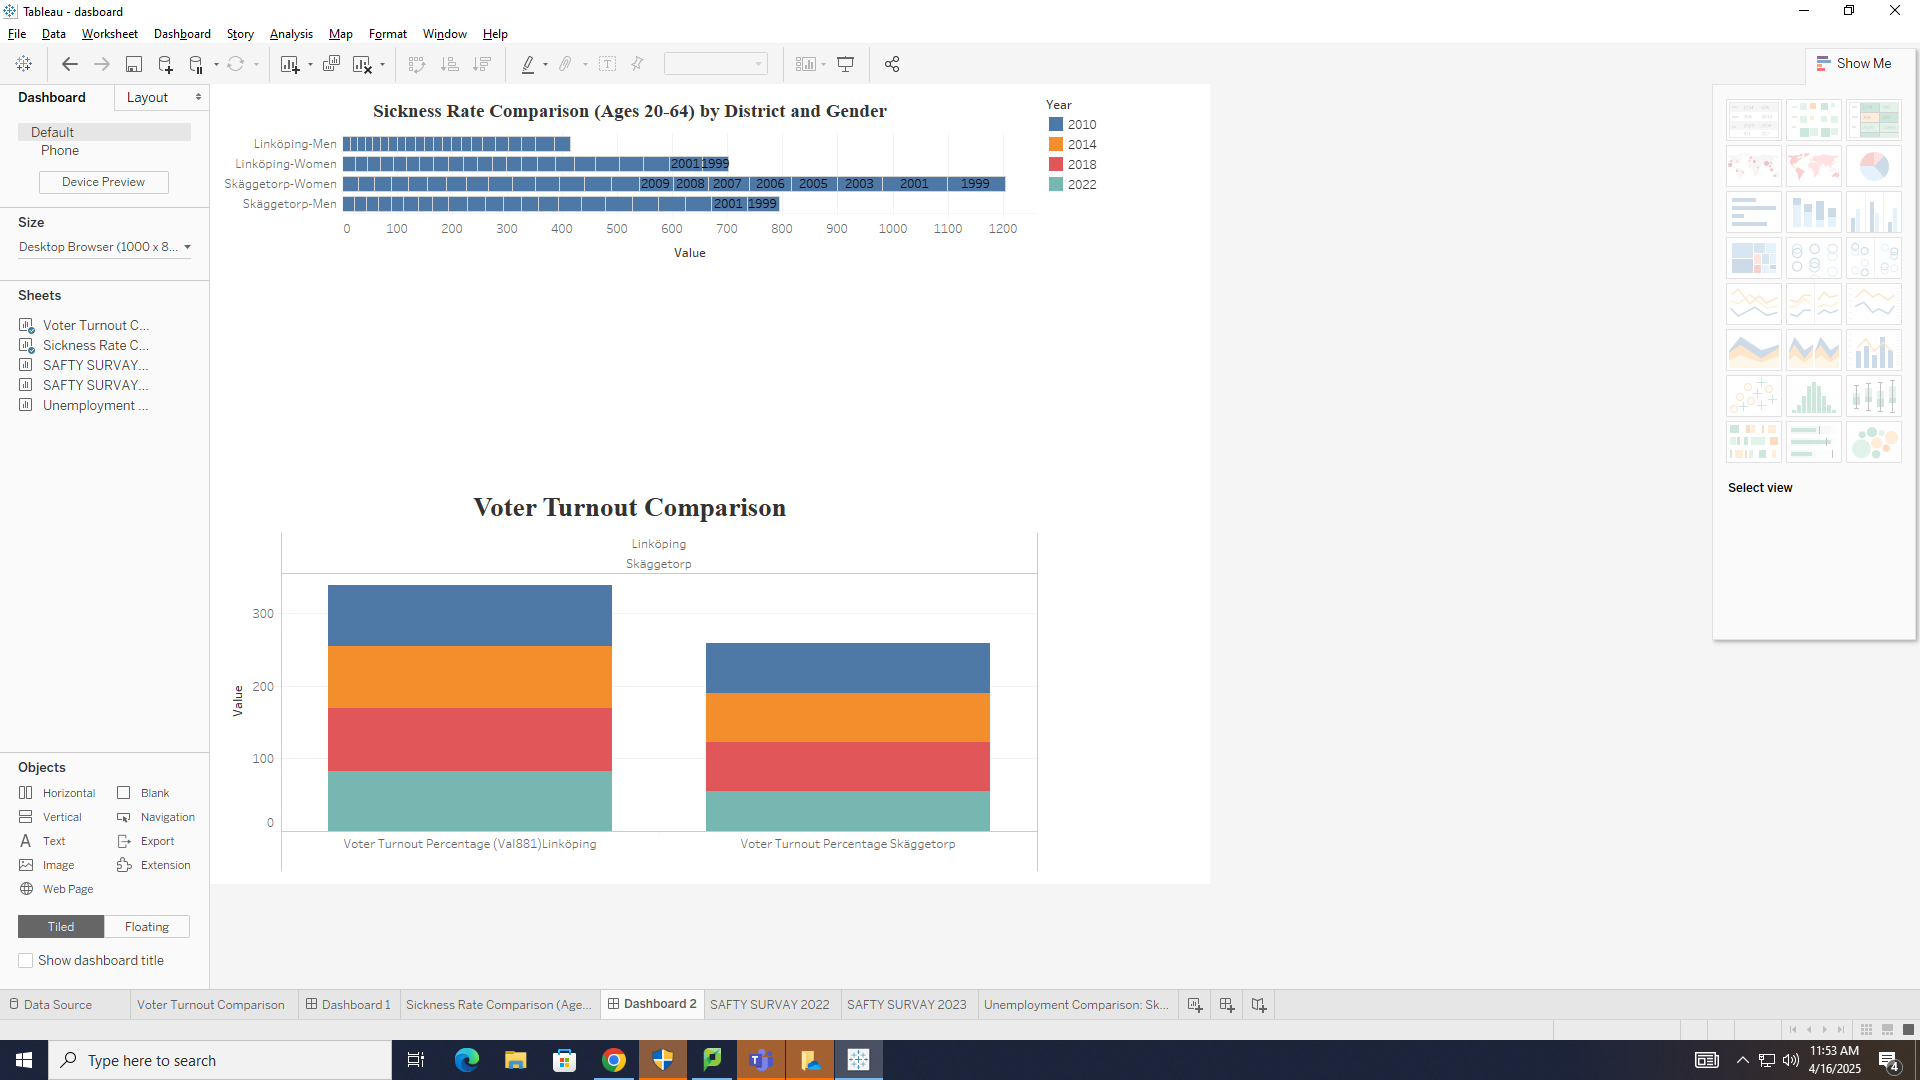 Tableau - dasboard
File Data Worksheet Dashboard Story Analysis Map Format Window Help
Show Me
Dashboard Layout
Default
Phone
Device Preview
Size
Desktop Browser (1000 x 8...
Sheets
Voter Turnout C...
Sickness Rate C...
SAFTY SURVAY...
SAFTY SURVAY...
Unemployment ...
Objects
Horizontal Blank
Vertical Navigation
Text Export
Image Extension
Web Page
Tiled Floating
Show dashboard title
Sickness Rate Comparison (Ages 20-64) by District and Gender
Linköping-Men
Linköping-Women 2001 1999
Skäggetorp-Women 2009 2008 2007 2006 2005 2003 2001 1999
Skäggetorp-Men 2001 1999
0 100 200 300 400 500 600 700 800 900 1000 1100 1200
Value
Year
2010
2014
2018
2022
Voter Turnout Comparison
Linköping
Skäggetorp
Value
300
200
100
0
Voter Turnout Percentage (Val881)Linköping Voter Turnout Percentage Skäggetorp
Select view
Data Source Voter Turnout Comparison Dashboard 1 Sickness Rate Comparison (Age... Dashboard 2 SAFTY SURVAY 2022 SAFTY SURVAY 2023 Unemployment Comparison: Sk...
Type here to search
11:53 AM
4/16/2025
4